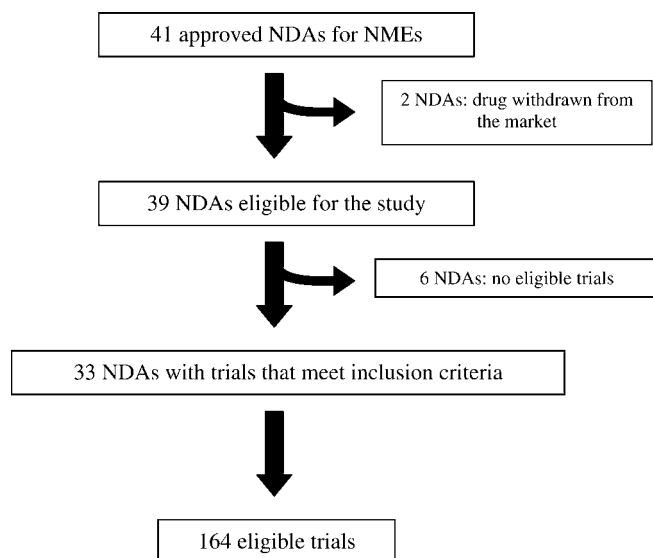 41 approved NDAs for NMEs
2 NDAs: drug withdrawn from
the market
39 NDAs eligible for the study
6 NDAs: no eligible trials
33 NDAs with trials that meet inclusion criteria
164 eligible trials